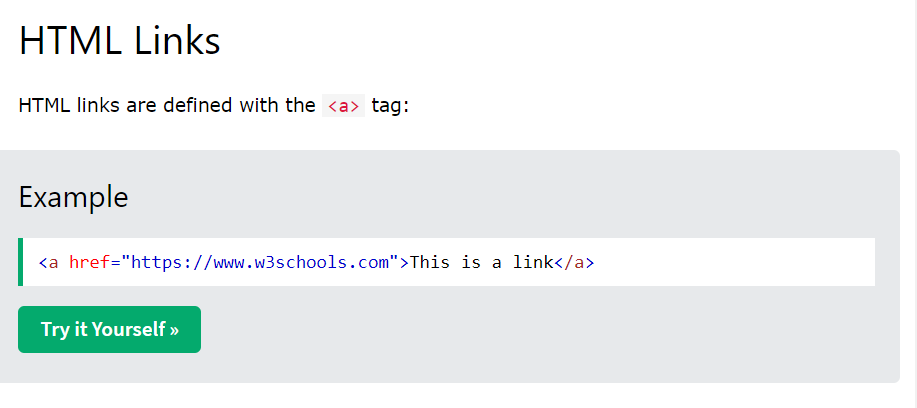 HTML Links
HTML links are defined with the <a> tag:
Example
<a href="https://www.w3schools.com">This is a link</a>
Try it Yourself »